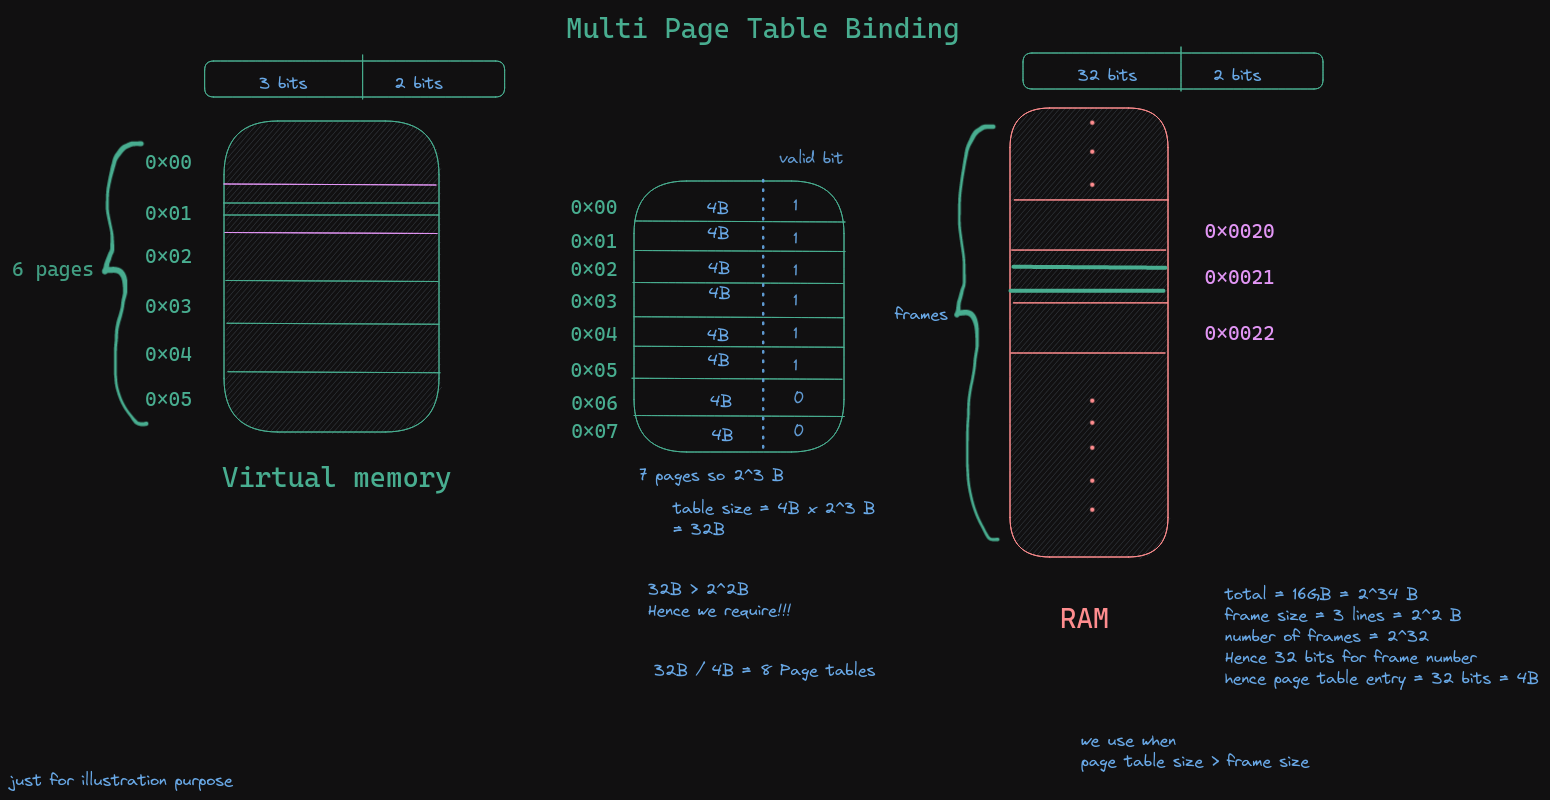 Multi Page Table Binding
3 bits
2 bits
6 pages
0x00
0x01
0x02
0x03
0x04
0x05
Virtual memory
valid bit
0x00 4B 1
0x01 4B 1
0x02 4B 1
0x03 4B 1
0x04 4B 1
0x05 4B 1
0x06 4B 0
0x07 4B 0
7 pages so 2^3 B
table size = 4B x 2^3 B
= 32B
32B > 2^2B
Hence we require!!!
32B / 4B = 8 Page tables
32 bits
2 bits
frames
0x0020
0x0021
0x0022
RAM
total = 16GB = 2^34 B
frame size = 3 lines = 2^2 B
number of frames = 2^32
Hence 32 bits for frame number
hence page table entry = 32 bits = 4B
we use when
page table size > frame size
just for illustration purpose